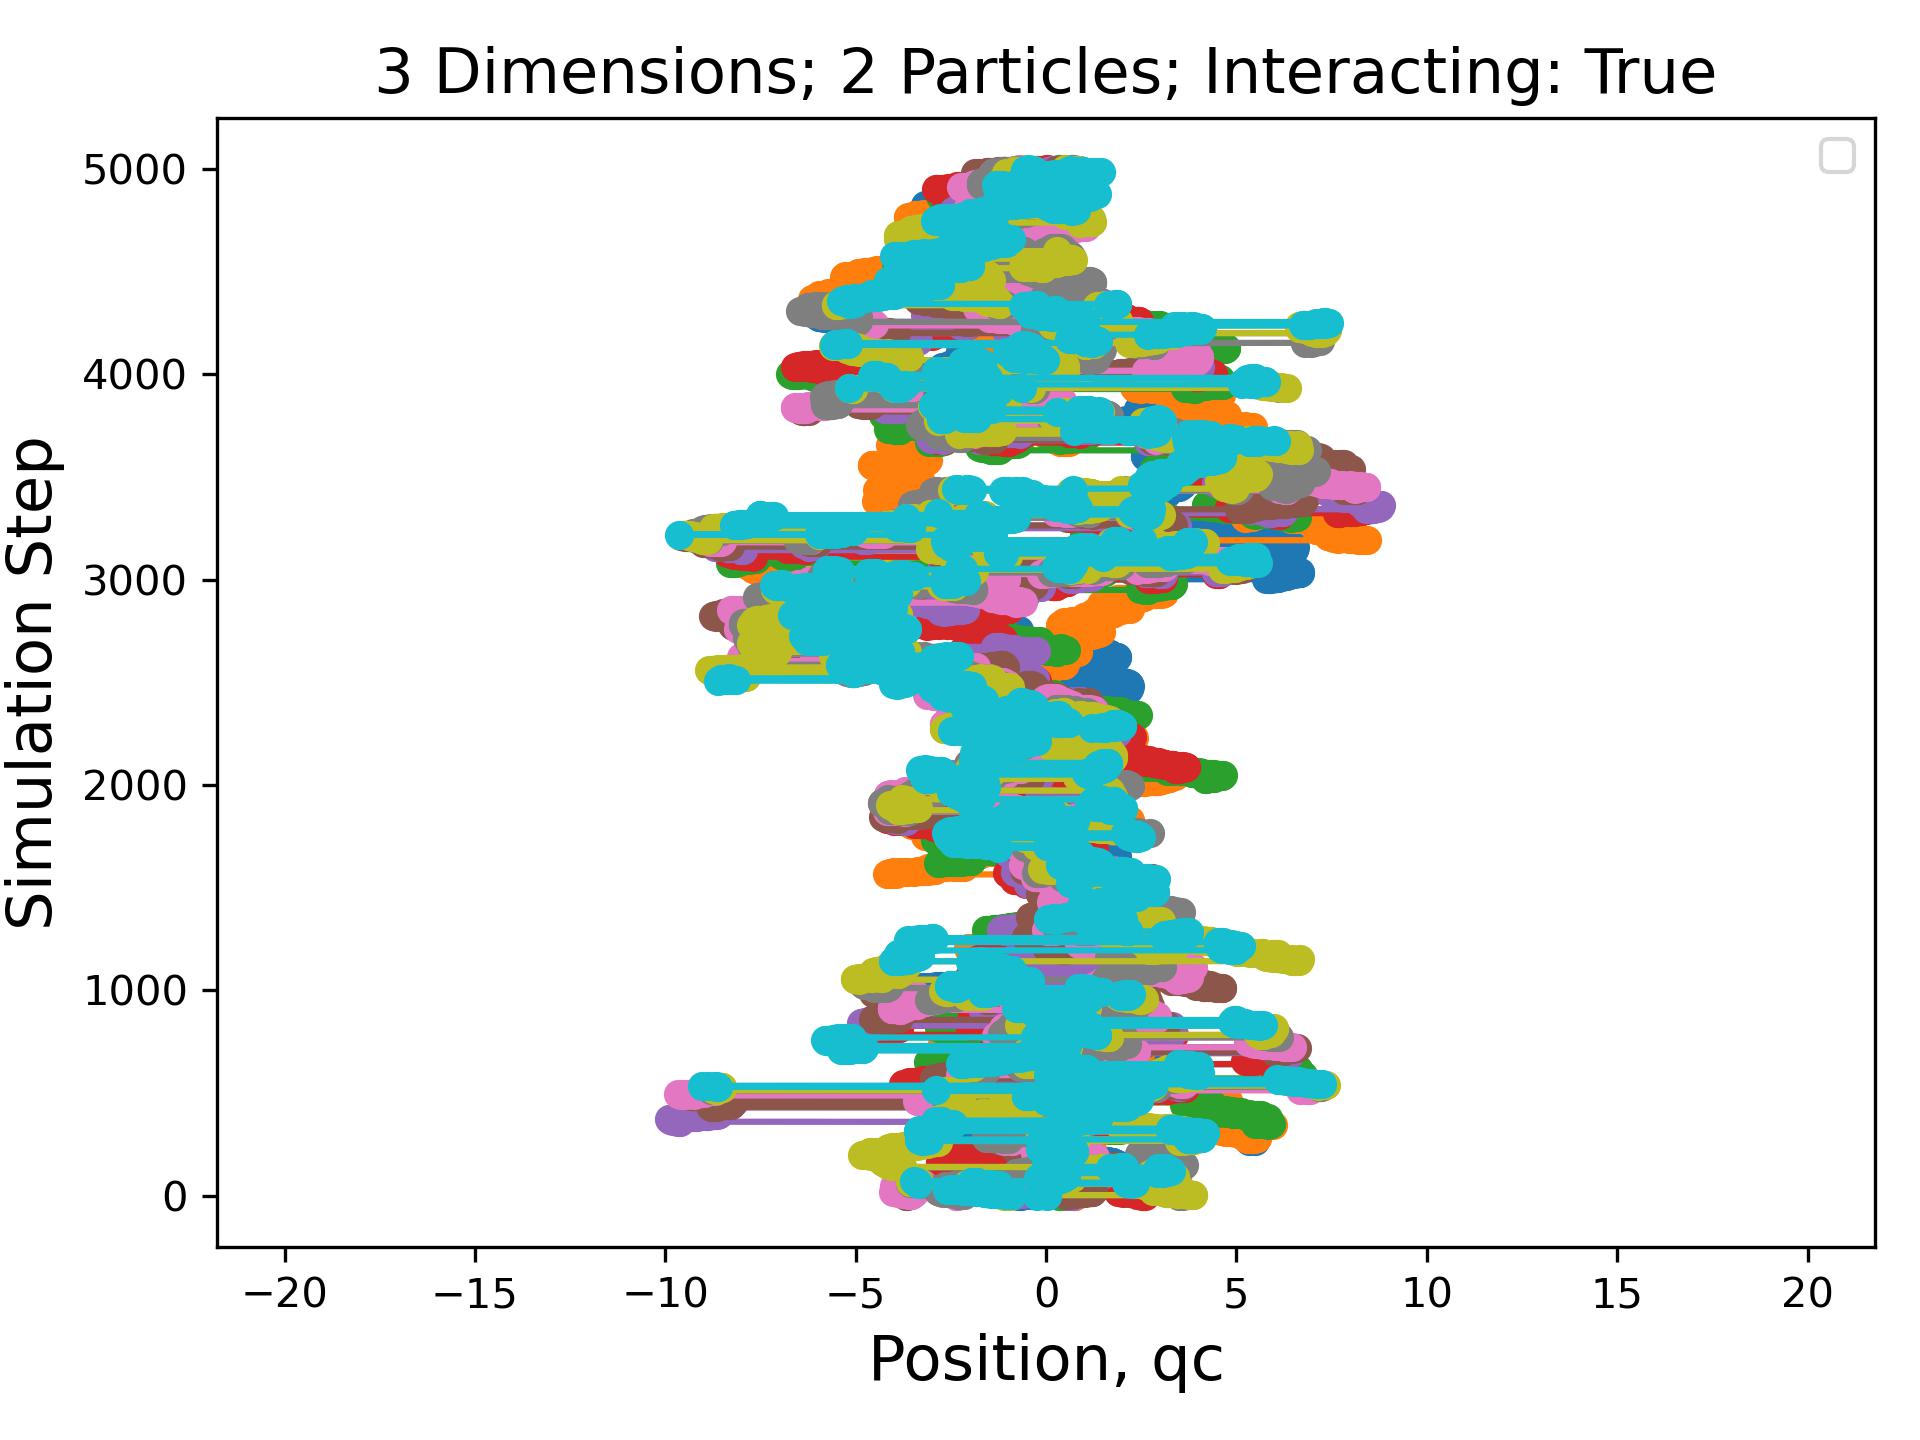 3 Dimensions; 2 Particles; Interacting: True
Simulation Step
5000
4000
3000
2000
1000
0
−20 −15 −10 −5 0 5 10 15 20
Position, qc